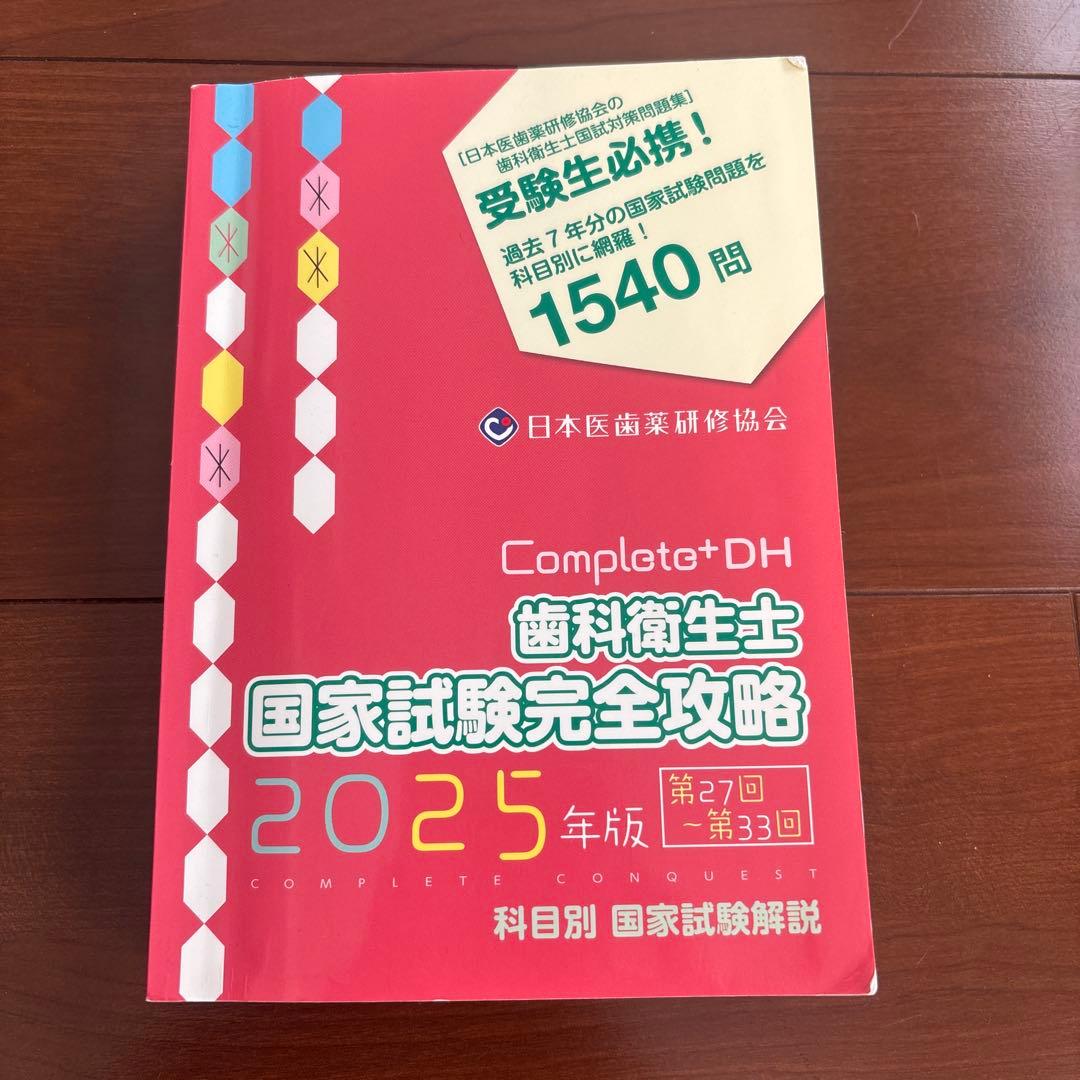 [日本医歯薬研修協会の
歯科衛生士国試対策問題集]
受験生必携!
過去7年分の国家試験問題を
科目別に網羅!
1540問
日本医歯薬研修協会
Complete+DH
歯科衛生士
国家試験完全攻略
2025年版
第27回
~第33回
COMPLETE CONQUEST
科目別 国家試験解説